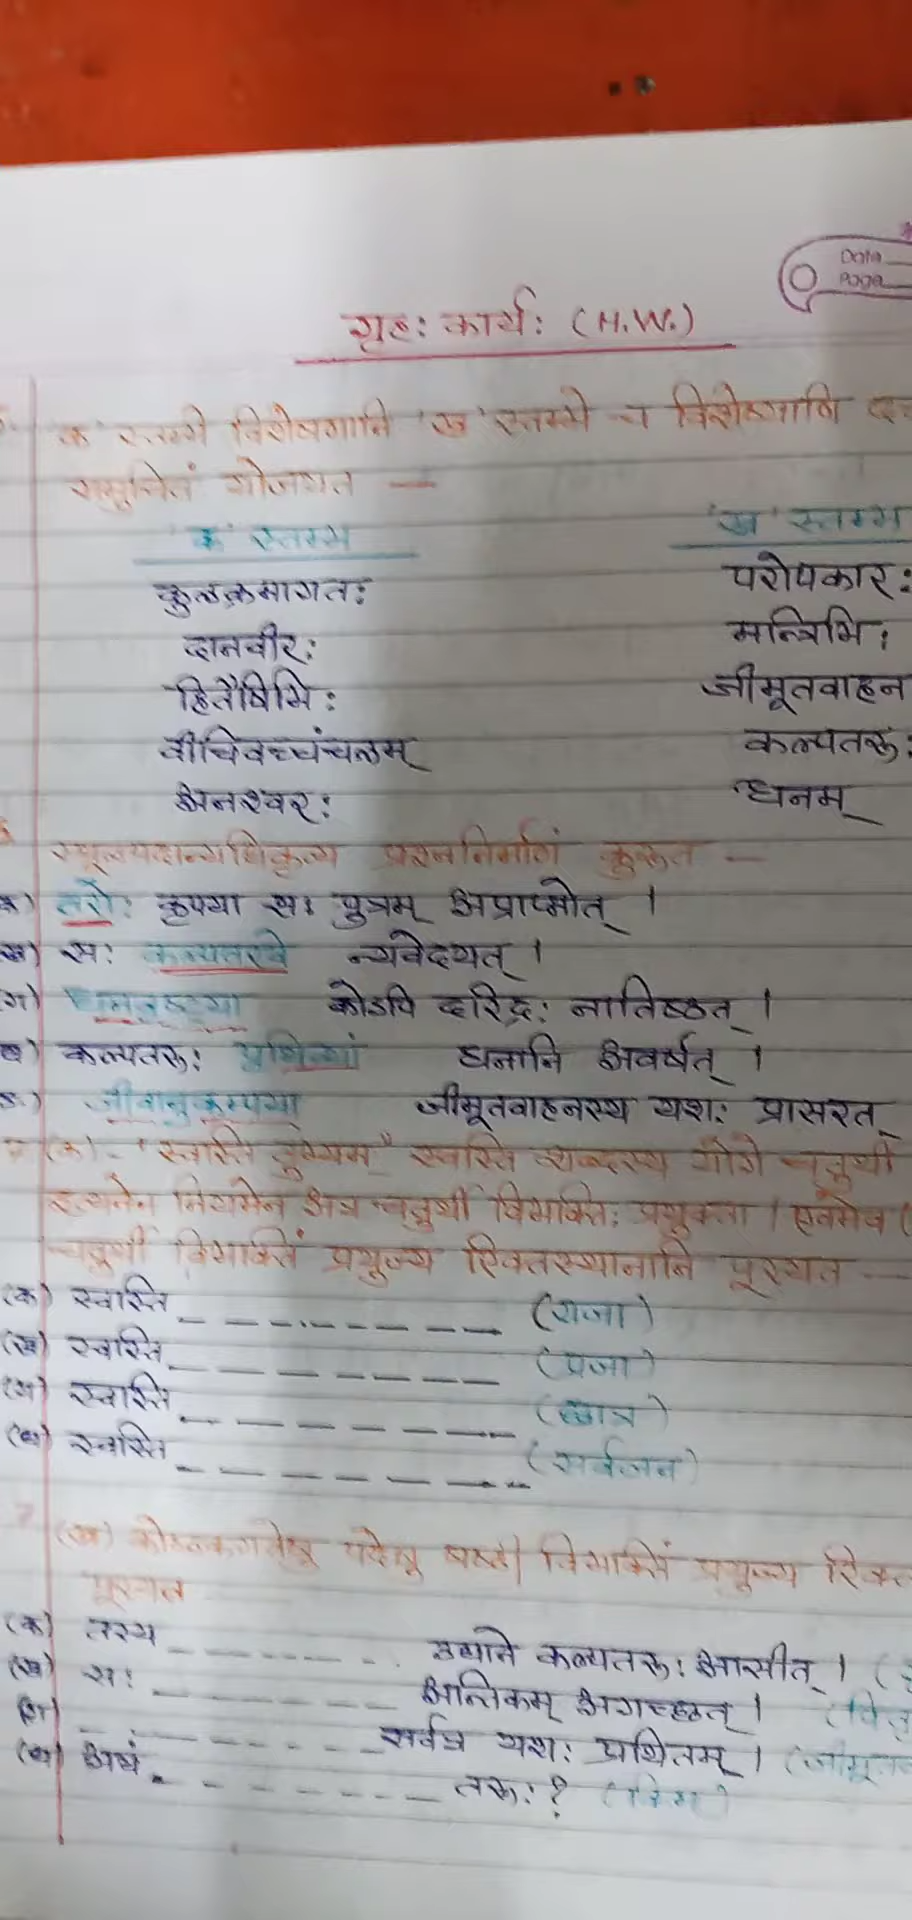 Date
Page
गृहः कार्यः (H.W.)
क' स्तम्भे विशेषणानि 'ख' स्तम्भे च विशेष्याणि
समुचितं योजयत —
'क' स्तम्भ 'ख' स्तम्भ
कुलक्रमागतः परोपकारः
दानवीरः मन्त्रिभिः
हितैषिभिः जीमूतवाहन
वीचिवच्चंचलम् कल्पतरुः
अनश्वरः धनम्
स्थूलपदान्यधिकृत्य प्रश्ननिर्माणं कुरुत —
क) तरोः कृपया सः पुत्रम् अप्राप्नोत् ।
ख) सः कल्पतरवे न्यवेदयत् ।
ग) धनवृष्ट्या कोऽपि दरिद्रः नातिष्ठत् ।
घ) कल्पतरुः पृथिव्यां धनानि अवर्षत् ।
ङ.) जीवानुकम्पया जीमूतवाहनस्य यशः प्रासरत्
(क)- "स्वस्ति तुभ्यम्" स्वस्ति शब्दस्य योगे चतुर्थी
इत्यनेन नियमेन अत्र चतुर्थी विभक्तिः प्रयुक्ता । एवमेव (
चतुर्थी विभक्तिं प्रयुज्य रिक्तस्थानानि पूरयत —
(क) स्वस्ति _ _ _ _ _ _ _ (राजा)
(ख) स्वस्ति _ _ _ _ _ _ _ (प्रजा)
(ग) स्वस्ति _ _ _ _ _ _ _ (छात्र)
(घ) स्वस्ति _ _ _ _ _ _ _ (सर्वजन)
7 (ख) कोष्ठकगतेषु पदेषु षष्ठी विभक्तिं प्रयुज्य रिक्त
पूरयत
(क) तस्य _ _ _ _ _ _ उद्याने कल्पतरुः आसीत् । (
(ख) सः _ _ _ _ _ _ अन्तिकम् अगच्छत् । (पितृ
(ग) _ _ _ _ _ _ सर्वत्र यशः प्रथितम् । (जीमूत
(घ) अयं _ _ _ _ _ _ तरुः ? (किम्)